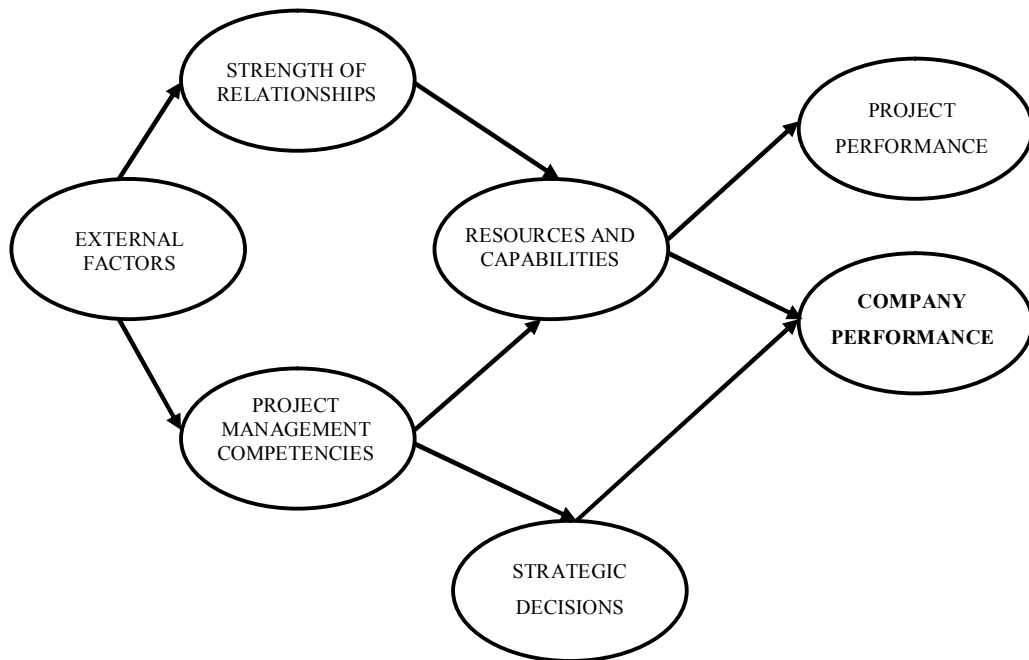 STRENGTH OF
RELATIONSHIPS
PROJECT
PERFORMANCE
EXTERNAL
FACTORS
RESOURCES AND
CAPABILITIES
COMPANY
PERFORMANCE
PROJECT
MANAGEMENT
COMPETENCIES
STRATEGIC
DECISIONS